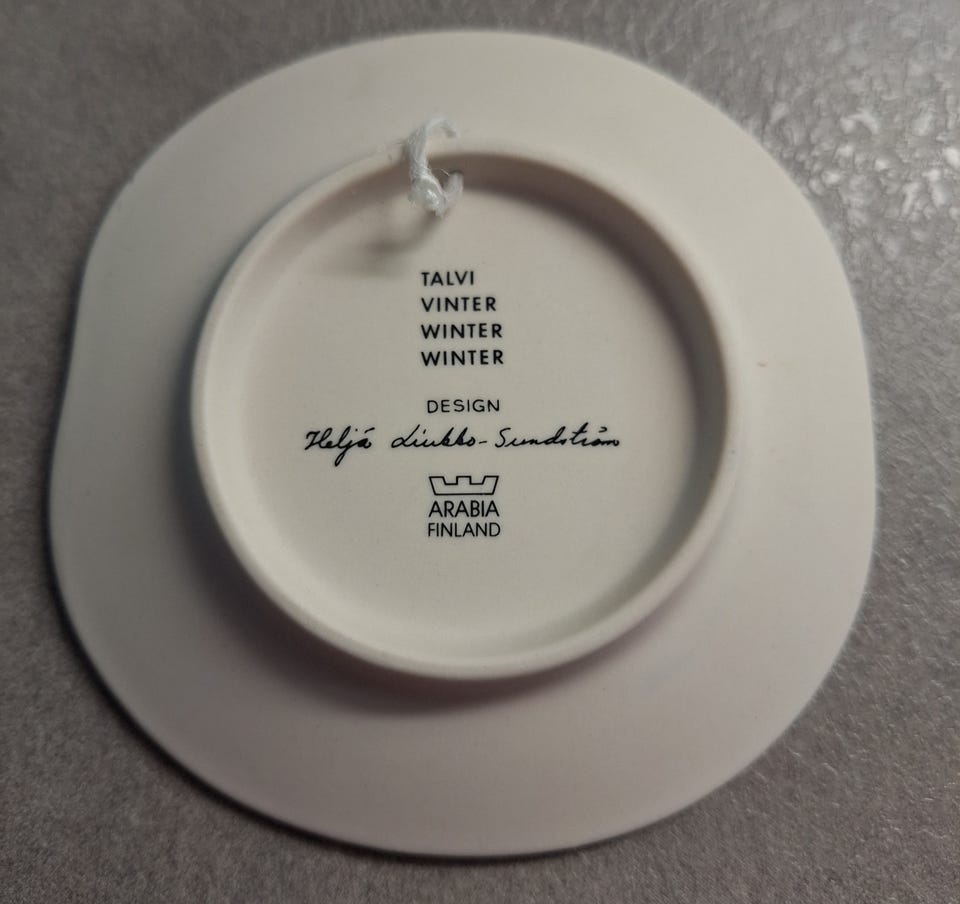 TALVI
VINTER
WINTER
WINTER
DESIGN
Heljä Liukko-Sundström
ARABIA
FINLAND